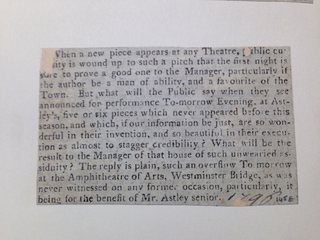 When a new piece appears at any Theatre, public cu-
sity is wound up to such a pitch that the first night is
sure to prove a good one to the Manager, particularly if
the author be a man of ability, and a favourite of the
Town. But what will the Public say when they see
announced for performance To-morrow Evening, at Ast-
ley's, five or six pieces which never appeared before this
season, and which, if our information be just, are so won-
derful in their invention, and so beautiful in their execu-
tion as almost to stagger credibility? What will be the
result to the Manager of that house of such unwearied as-
siduity? The reply is plain, such an overflow To morrow
at the Amphitheatre of Arts, Westminster Bridge, as was
never witnessed on any former occasion, particularly, it
being for the benefit of Mr. Astley senior.